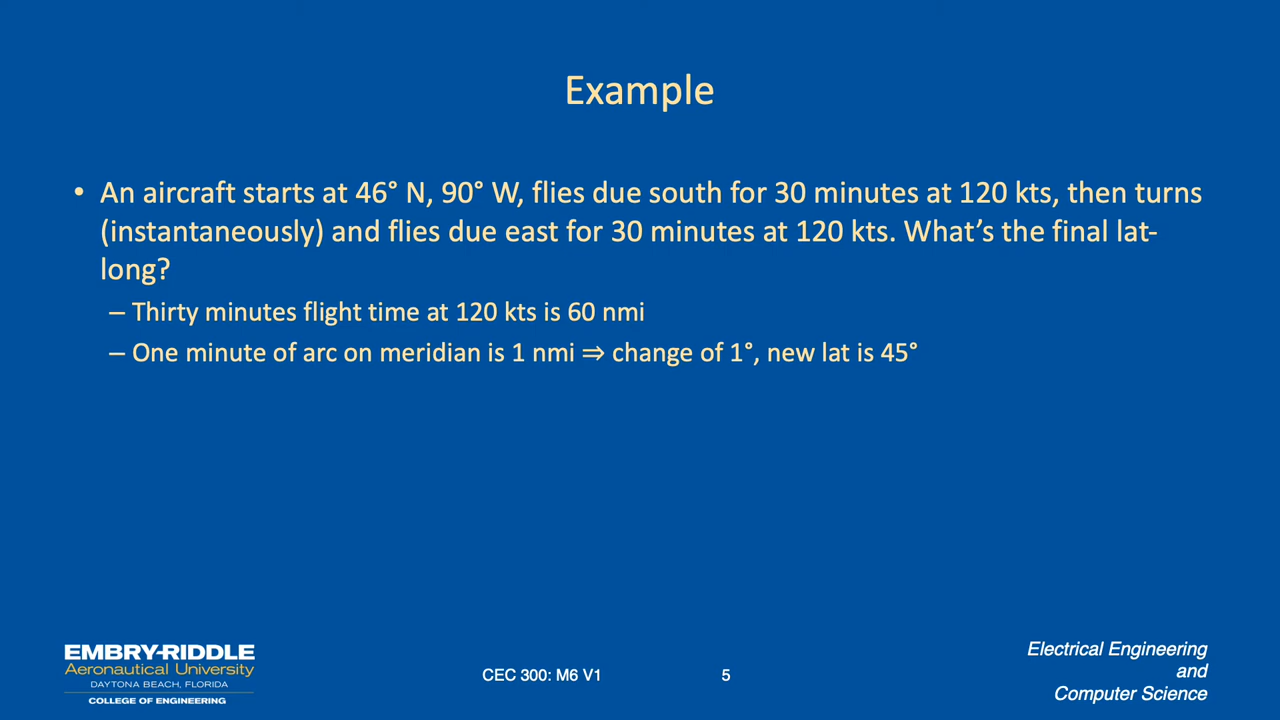 Example
• An aircraft starts at 46° N, 90° W, flies due south for 30 minutes at 120 kts, then turns
(instantaneously) and flies due east for 30 minutes at 120 kts. What’s the final lat-
long?
– Thirty minutes flight time at 120 kts is 60 nmi
– One minute of arc on meridian is 1 nmi ⇒ change of 1°, new lat is 45°
EMBRY-RIDDLE
Aeronautical University
DAYTONA BEACH, FLORIDA
COLLEGE OF ENGINEERING
CEC 300: M6 V1
5
Electrical Engineering
and
Computer Science